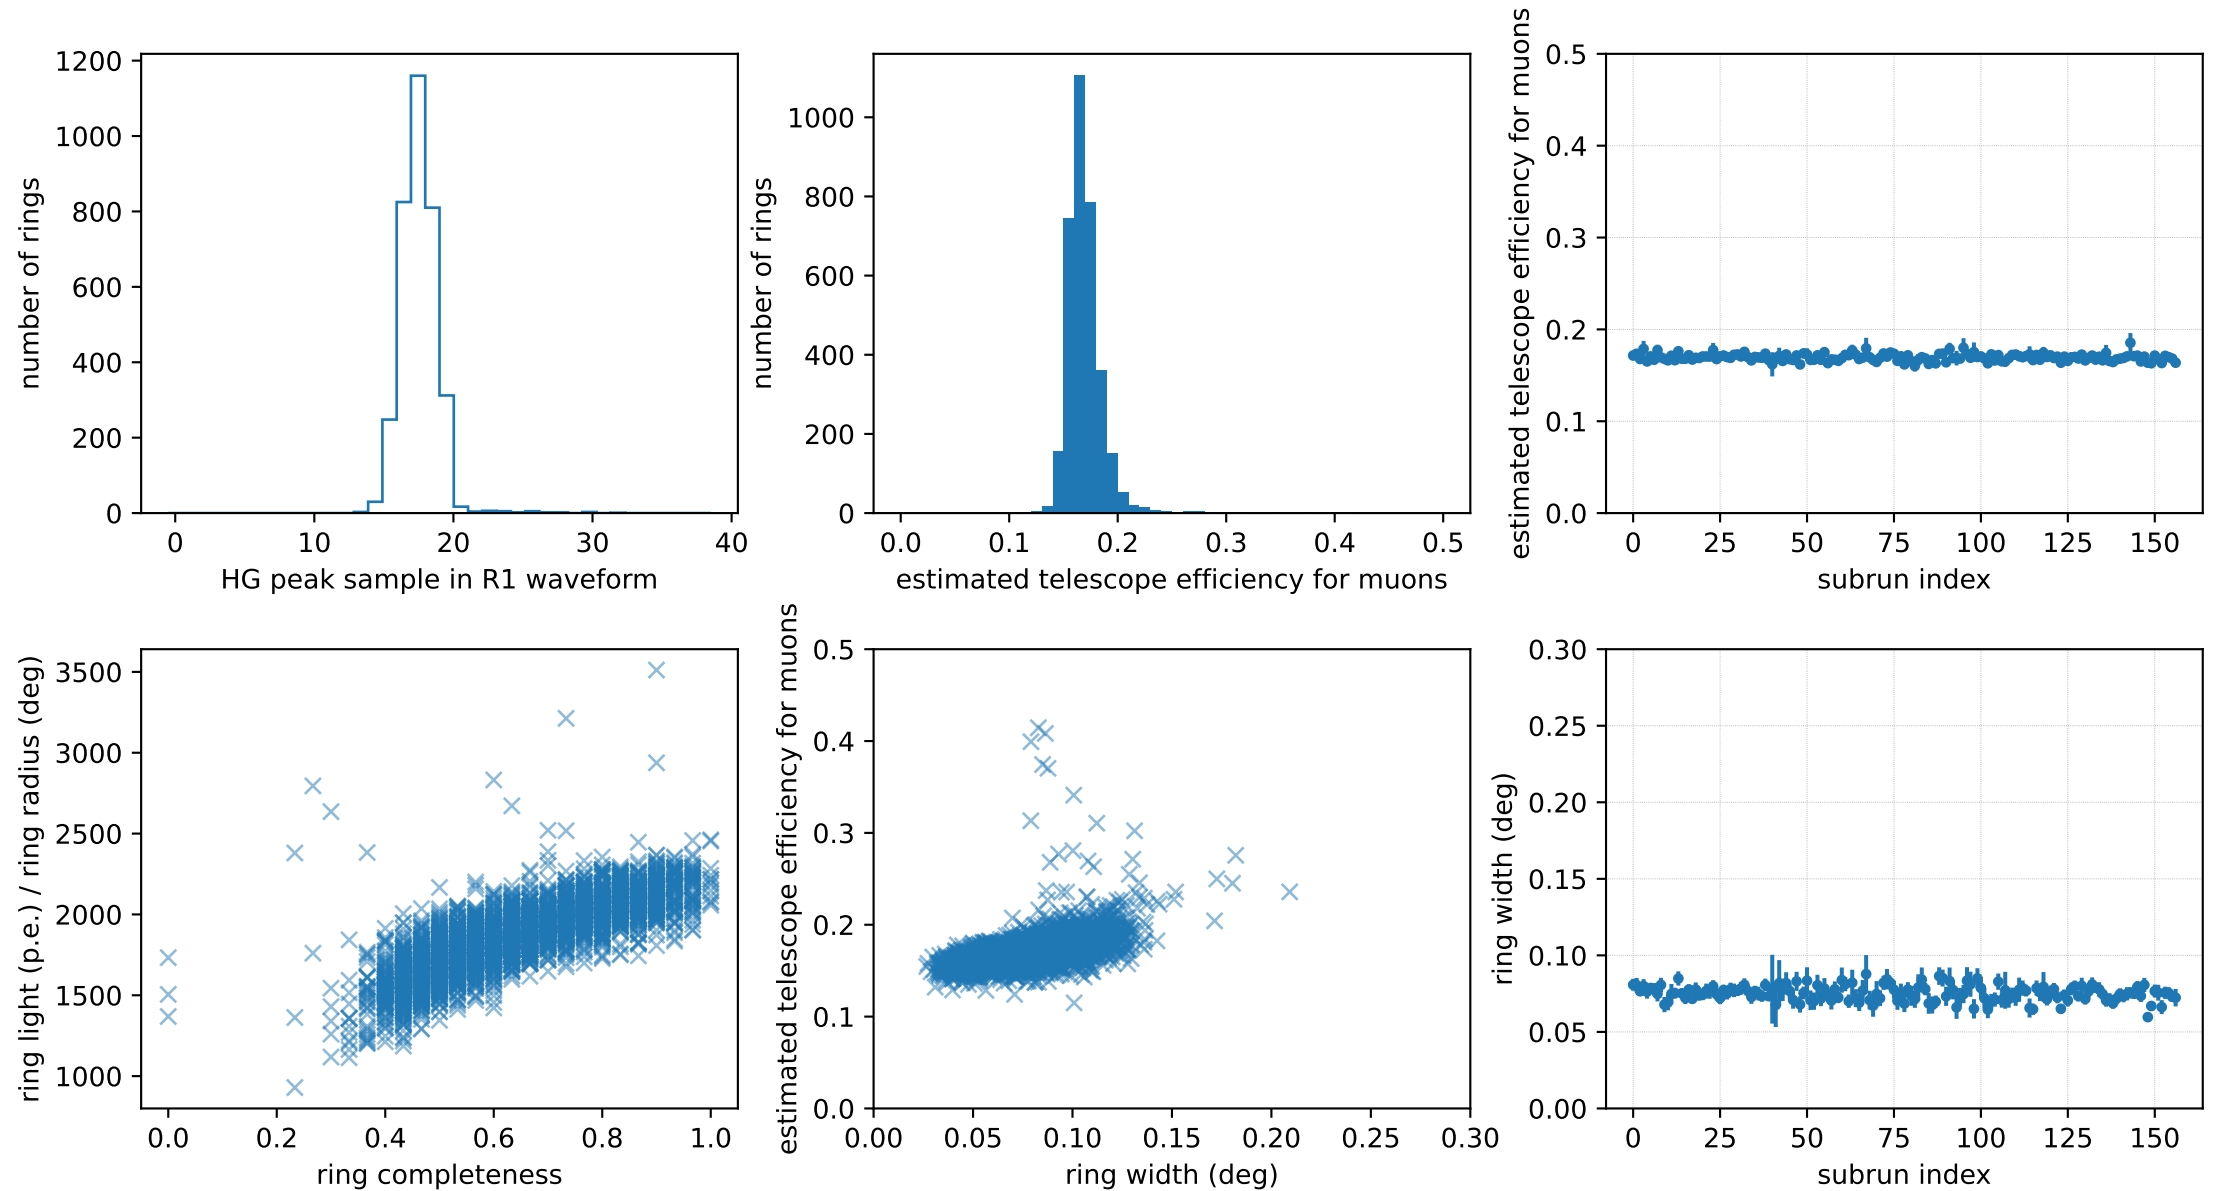 number of rings
1200
1000
800
600
400
200
0
0 10 20 30 40
HG peak sample in R1 waveform
number of rings
1000
800
600
400
200
0
0.0 0.1 0.2 0.3 0.4 0.5
estimated telescope efficiency for muons
estimated telescope efficiency for muons
0.5
0.4
0.3
0.2
0.1
0.0
0 25 50 75 100 125 150
subrun index
ring light (p.e.) / ring radius (deg)
3500
3000
2500
2000
1500
1000
0.0 0.2 0.4 0.6 0.8 1.0
ring completeness
estimated telescope efficiency for muons
0.5
0.4
0.3
0.2
0.1
0.0
0.00 0.05 0.10 0.15 0.20 0.25 0.30
ring width (deg)
ring width (deg)
0.30
0.25
0.20
0.15
0.10
0.05
0.00
0 25 50 75 100 125 150
subrun index